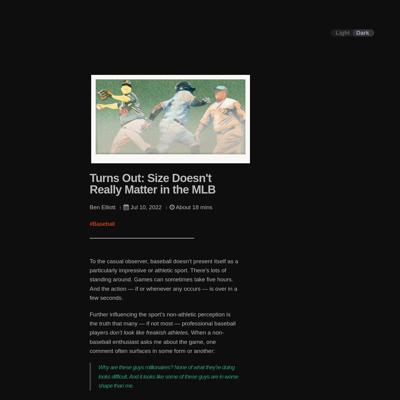 Light Dark
Turns Out: Size Doesn't
Really Matter in the MLB
Ben Elliott | Jul 10, 2022 | About 18 mins
#Baseball
To the casual observer, baseball doesn't present itself as a
particularly impressive or athletic sport. There's lots of
standing around. Games can sometimes take five hours.
And the action — if or whenever any occurs — is over in a
few seconds.
Further influencing the sport's non-athletic perception is
the truth that many — if not most — professional baseball
players don't look like freakish athletes. When a non-
baseball enthusiast asks me about the game, one
comment often surfaces in some form or another:
Why are these guys millionaires? None of what they're doing
looks difficult. And it looks like some of these guys are in worse
shape than me.